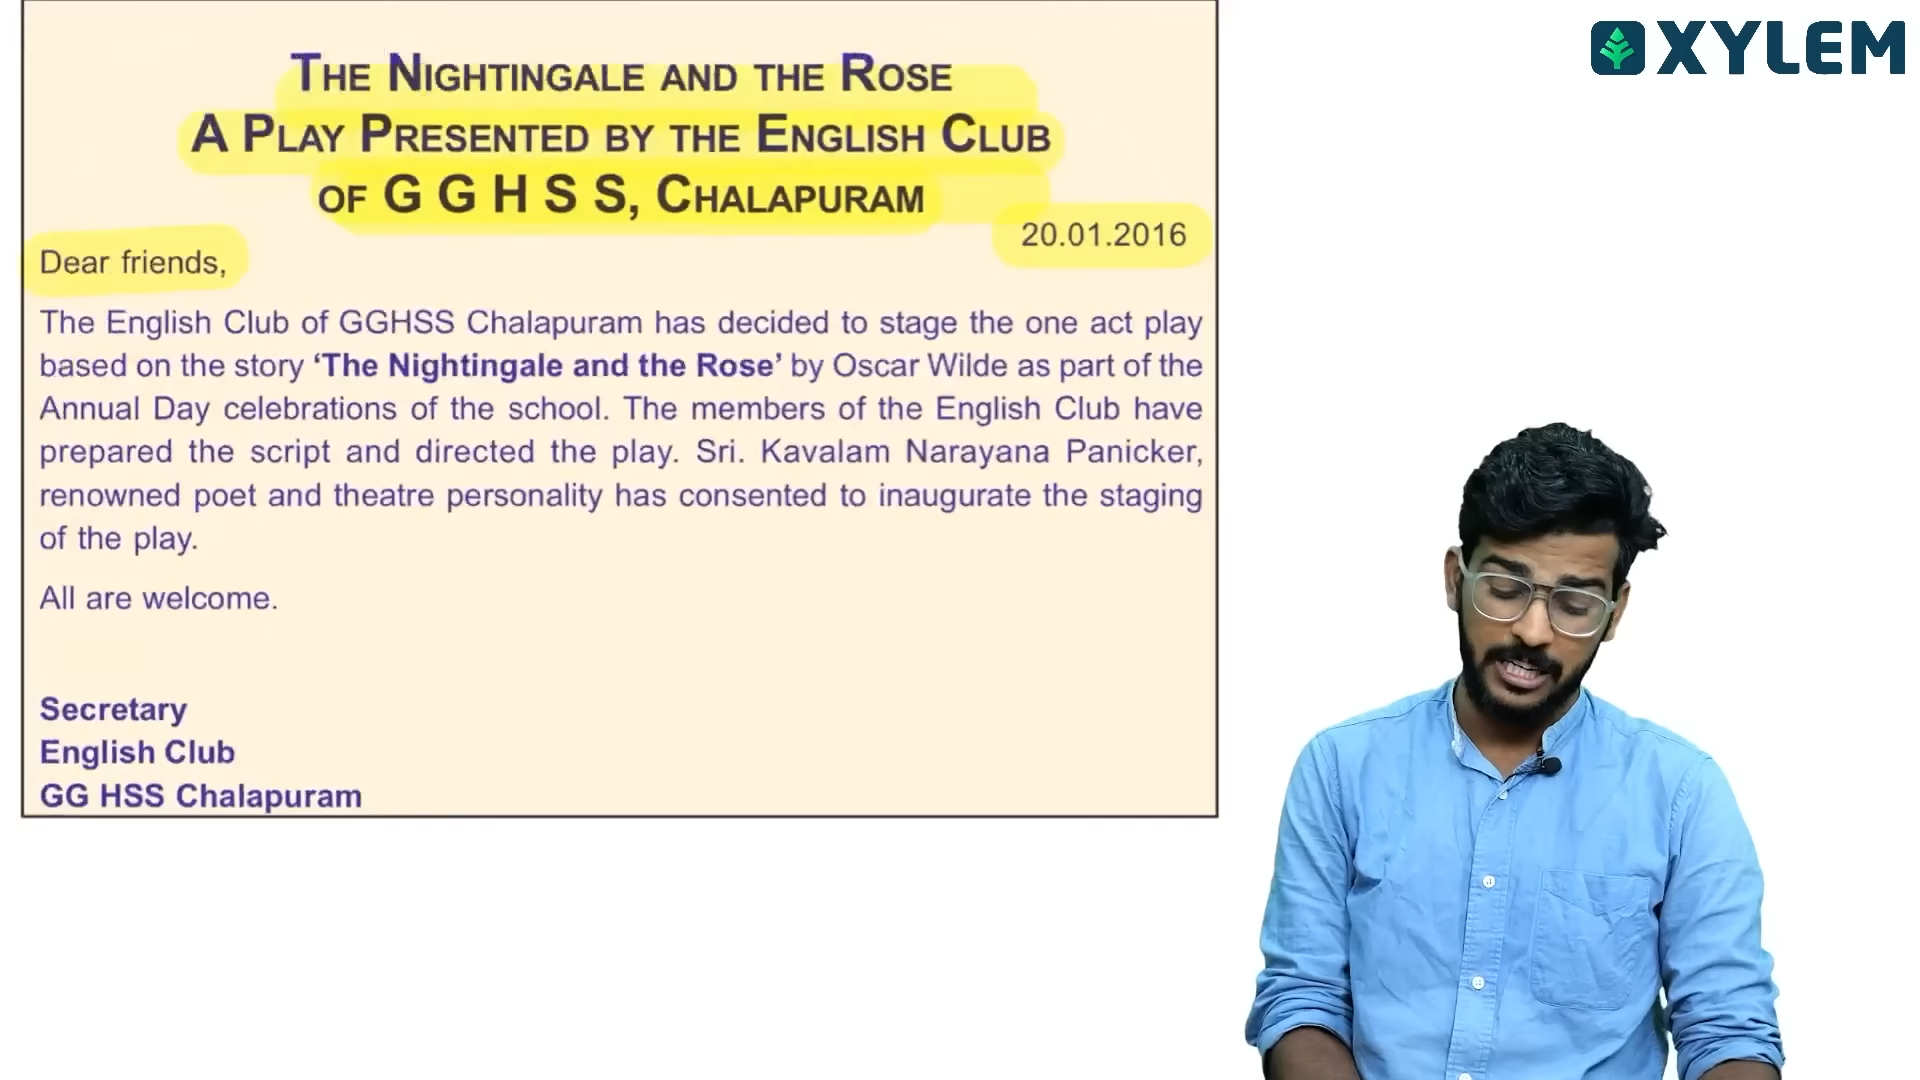 XYLEM
THE NIGHTINGALE AND THE ROSE
A PLAY PRESENTED BY THE ENGLISH CLUB
OF G G H S S, CHALAPURAM
20.01.2016
Dear friends,
The English Club of GGHSS Chalapuram has decided to stage the one act play
based on the story ‘The Nightingale and the Rose’ by Oscar Wilde as part of the
Annual Day celebrations of the school. The members of the English Club have
prepared the script and directed the play. Sri. Kavalam Narayana Panicker,
renowned poet and theatre personality has consented to inaugurate the staging
of the play.
All are welcome.
Secretary
English Club
GG HSS Chalapuram